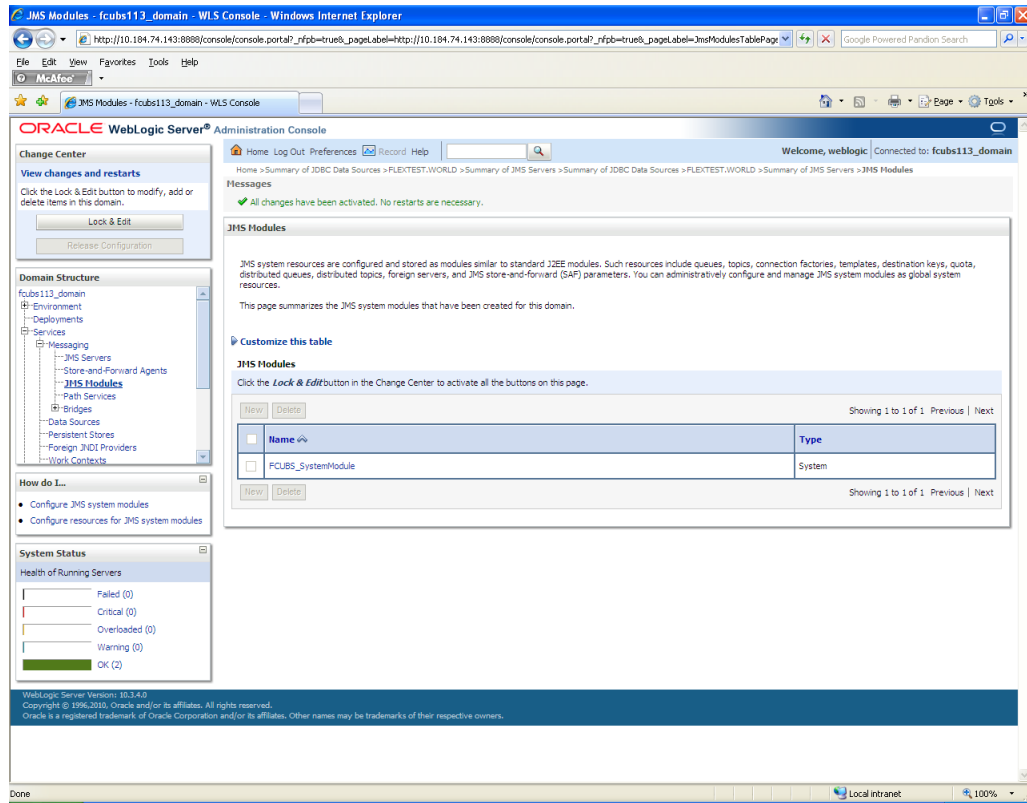 JMS Modules - fcubs113_domain - WLS Console - Windows Internet Explorer
http://10.184.74.143:8888/console/console.portal?_nfpb=true&_pageLabel=http://10.184.74.143:8888/console/console.portal?_nfpb=true&_pageLabel=JmsModulesTablePage
Google Powered Pandion Search
File Edit View Favorites Tools Help
McAfee
JMS Modules - fcubs113_domain - WLS Console
Page Tools
ORACLE WebLogic Server® Administration Console
Change Center
View changes and restarts
Click the Lock & Edit button to modify, add or
delete items in this domain.
Lock & Edit
Release Configuration
Domain Structure
fcubs113_domain
Environment
Deployments
Services
Messaging
JMS Servers
Store-and-Forward Agents
JMS Modules
Path Services
Bridges
Data Sources
Persistent Stores
Foreign JNDI Providers
Work Contexts
How do I...
Configure JMS system modules
Configure resources for JMS system modules
System Status
Health of Running Servers
Failed (0)
Critical (0)
Overloaded (0)
Warning (0)
OK (2)
Home Log Out Preferences Record Help
Welcome, weblogic Connected to: fcubs113_domain
Home >Summary of JDBC Data Sources >FLEXTEST.WORLD >Summary of JMS Servers >Summary of JDBC Data Sources >FLEXTEST.WORLD >Summary of JMS Servers >JMS Modules
Messages
All changes have been activated. No restarts are necessary.
JMS Modules
JMS system resources are configured and stored as modules similar to standard J2EE modules. Such resources include queues, topics, connection factories, templates, destination keys, quota,
distributed queues, distributed topics, foreign servers, and JMS store-and-forward (SAF) parameters. You can administratively configure and manage JMS system modules as global system
resources.
This page summarizes the JMS system modules that have been created for this domain.
Customize this table
JMS Modules
Click the Lock & Edit button in the Change Center to activate all the buttons on this page.
New Delete Showing 1 to 1 of 1 Previous | Next
Name Type
FCUBS_SystemModule System
New Delete Showing 1 to 1 of 1 Previous | Next
WebLogic Server Version: 10.3.4.0
Copyright © 1996,2010, Oracle and/or its affiliates. All rights reserved.
Oracle is a registered trademark of Oracle Corporation and/or its affiliates. Other names may be trademarks of their respective owners.
Done Local intranet 100%